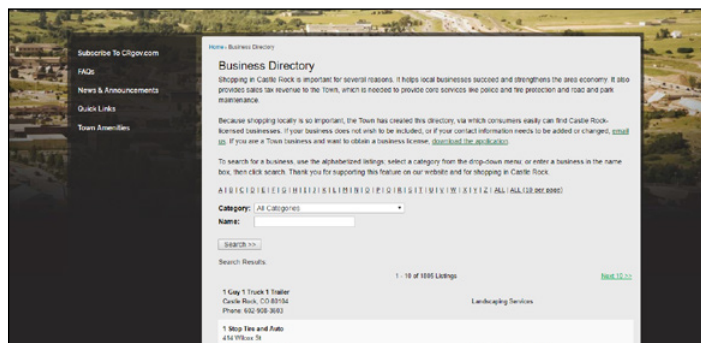 Subscribe To CRgov.com
FAQs
News & Announcements
Quick Links
Town Amenities
Home › Business Directory
Business Directory
Shopping in Castle Rock is important for several reasons. It helps local businesses succeed and strengthens the area economy. It also
provides sales tax revenue to the Town, which is needed to provide core services like police and fire protection and road and park
maintenance.
Because shopping locally is so important, the Town has created this directory, via which consumers easily can find Castle Rock-
licensed businesses. If your business does not wish to be included, or if your contact information needs to be added or changed, email
us. If you are a Town business and want to obtain a business license, download the application.
To search for a business, use the alphabetized listings; select a category from the drop-down menu; or enter a business in the name
box, then click search. Thank you for supporting this feature on our website and for shopping in Castle Rock.
A | B | C | D | E | F | G | H | I | J | K | L | M | N | O | P | Q | R | S | T | U | V | W | X | Y | Z | ALL | ALL (10 per page)
Category: All Categories
Name:
Search >>
Search Results:
1 - 10 of 1805 Listings
Next 10 >>
1 Guy 1 Truck 1 Trailer
Castle Rock, CO 80104
Landscaping Services
Phone: 602-908-3603
1 Stop Tire and Auto
414 Wilcox St